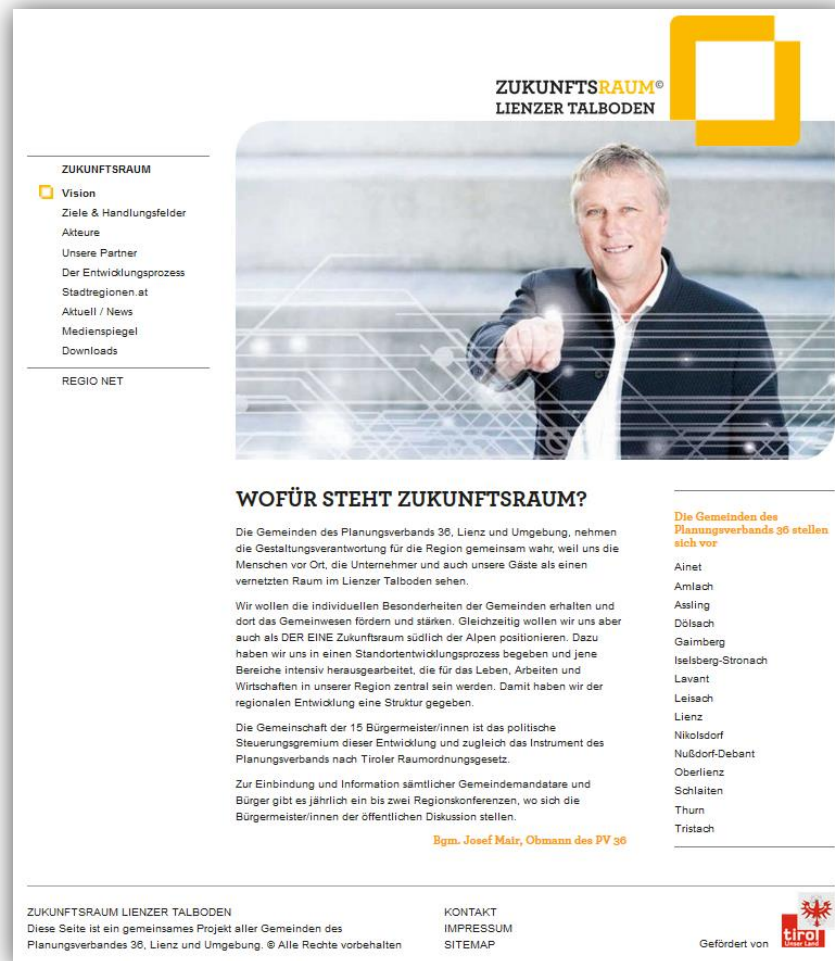 ZUKUNFTSRAUM©
LIENZER TALBODEN
ZUKUNFTSRAUM
Vision
Ziele & Handlungsfelder
Akteure
Unsere Partner
Der Entwicklungsprozess
Stadtregionen.at
Aktuell / News
Medienspiegel
Downloads
REGIO NET
WOFÜR STEHT ZUKUNFTSRAUM?
Die Gemeinden des Planungsverbands 36, Lienz und Umgebung, nehmen
die Gestaltungsverantwortung für die Region gemeinsam wahr, weil uns die
Menschen vor Ort, die Unternehmer und auch unsere Gäste als einen
vernetzten Raum im Lienzer Talboden sehen.
Wir wollen die individuellen Besonderheiten der Gemeinden erhalten und
dort das Gemeinwesen fördern und stärken. Gleichzeitig wollen wir uns aber
auch als DER EINE Zukunftsraum südlich der Alpen positionieren. Dazu
haben wir uns in einen Standortentwicklungsprozess begeben und jene
Bereiche intensiv herausgearbeitet, die für das Leben, Arbeiten und
Wirtschaften in unserer Region zentral sein werden. Damit haben wir der
regionalen Entwicklung eine Struktur gegeben.
Die Gemeinschaft der 15 Bürgermeister/innen ist das politische
Steuerungsgremium dieser Entwicklung und zugleich das Instrument des
Planungsverbands nach Tiroler Raumordnungsgesetz.
Zur Einbindung und Information sämtlicher Gemeindemandatare und
Bürger gibt es jährlich ein bis zwei Regionskonferenzen, wo sich die
Bürgermeister/innen der öffentlichen Diskussion stellen.
Bgm. Josef Mair, Obmann des PV 36
Die Gemeinden des
Planungsverbands 36 stellen
sich vor
Ainet
Amlach
Assling
Dölsach
Gaimberg
Iselsberg-Stronach
Lavant
Leisach
Lienz
Nikolsdorf
Nußdorf-Debant
Oberlienz
Schlaiten
Thurn
Tristach
ZUKUNFTSRAUM LIENZER TALBODEN
Diese Seite ist ein gemeinsames Projekt aller Gemeinden des
Planungsverbandes 36, Lienz und Umgebung. © Alle Rechte vorbehalten
KONTAKT
IMPRESSUM
SITEMAP
Gefördert von
tirol
Unser Land